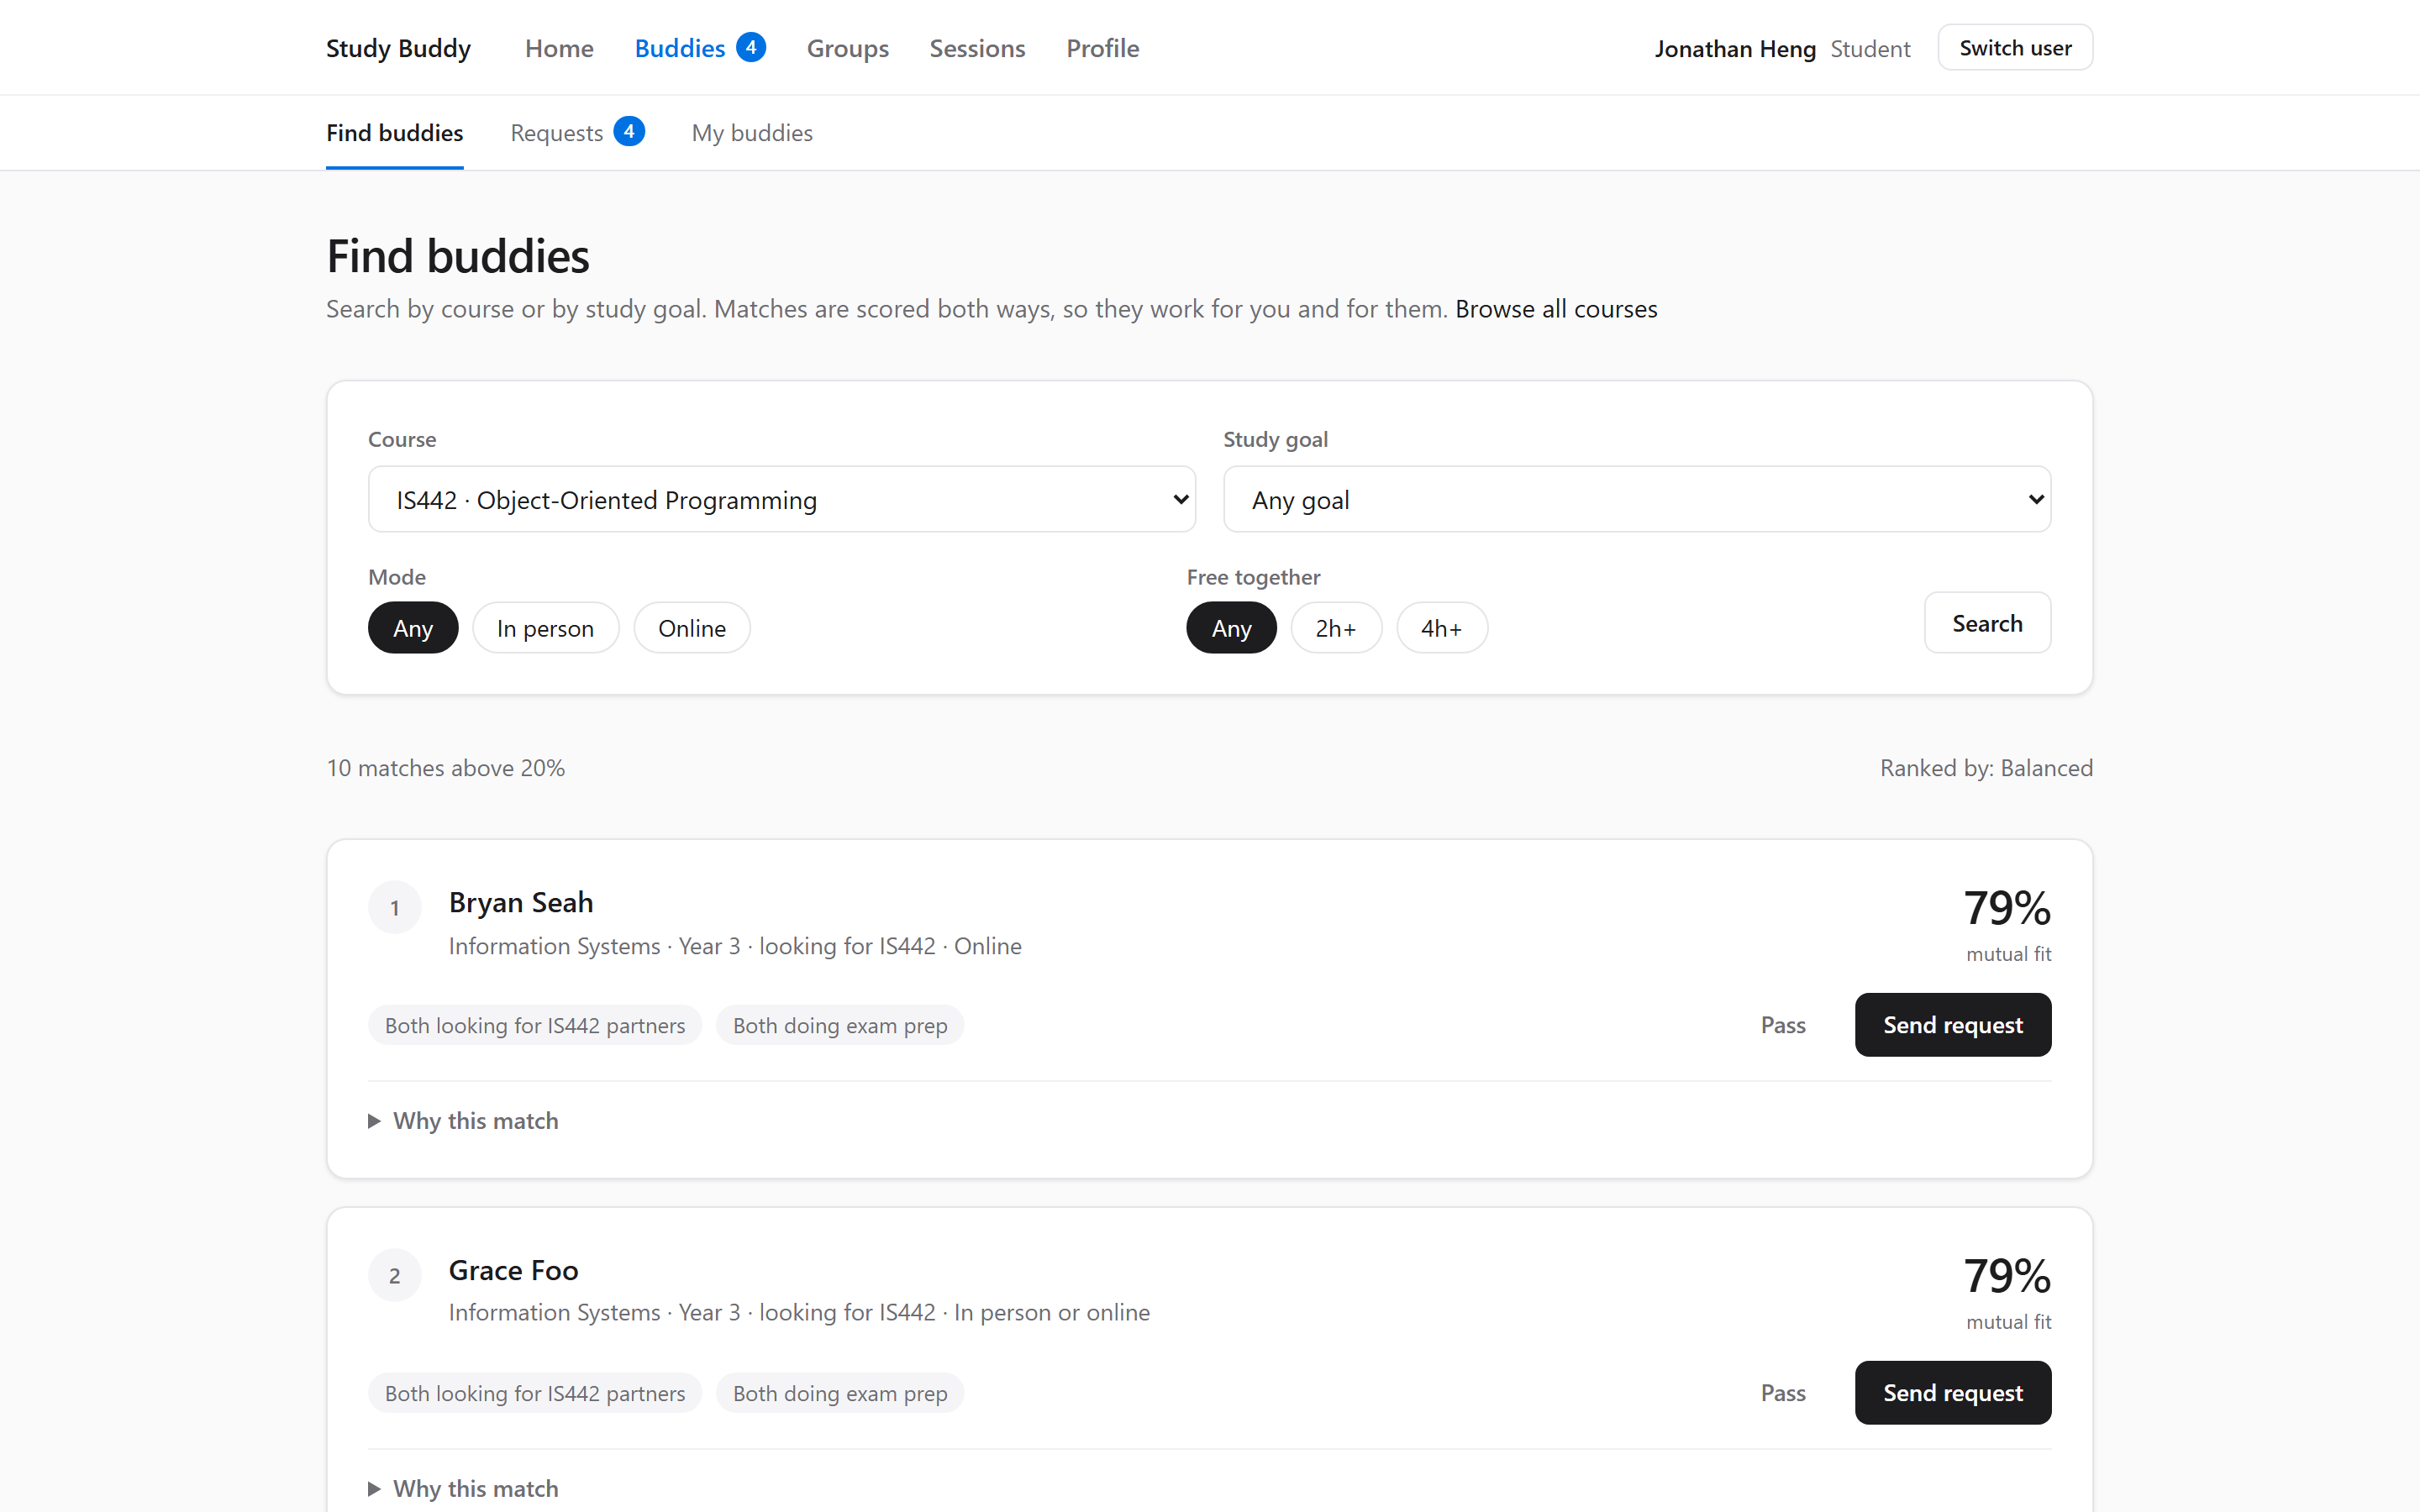 Study Buddy Home Buddies 4 Groups Sessions Profile Jonathan Heng Student Switch user
Find buddies Requests 4 My buddies
Find buddies
Search by course or by study goal. Matches are scored both ways, so they work for you and for them. Browse all courses
Course Study goal
IS442 · Object-Oriented Programming Any goal
Mode Free together
Any In person Online Any 2h+ 4h+ Search
10 matches above 20% Ranked by: Balanced
1 Bryan Seah 79%
Information Systems · Year 3 · looking for IS442 · Online mutual fit
Both looking for IS442 partners Both doing exam prep Pass Send request
Why this match
2 Grace Foo 79%
Information Systems · Year 3 · looking for IS442 · In person or online mutual fit
Both looking for IS442 partners Both doing exam prep Pass Send request
Why this match